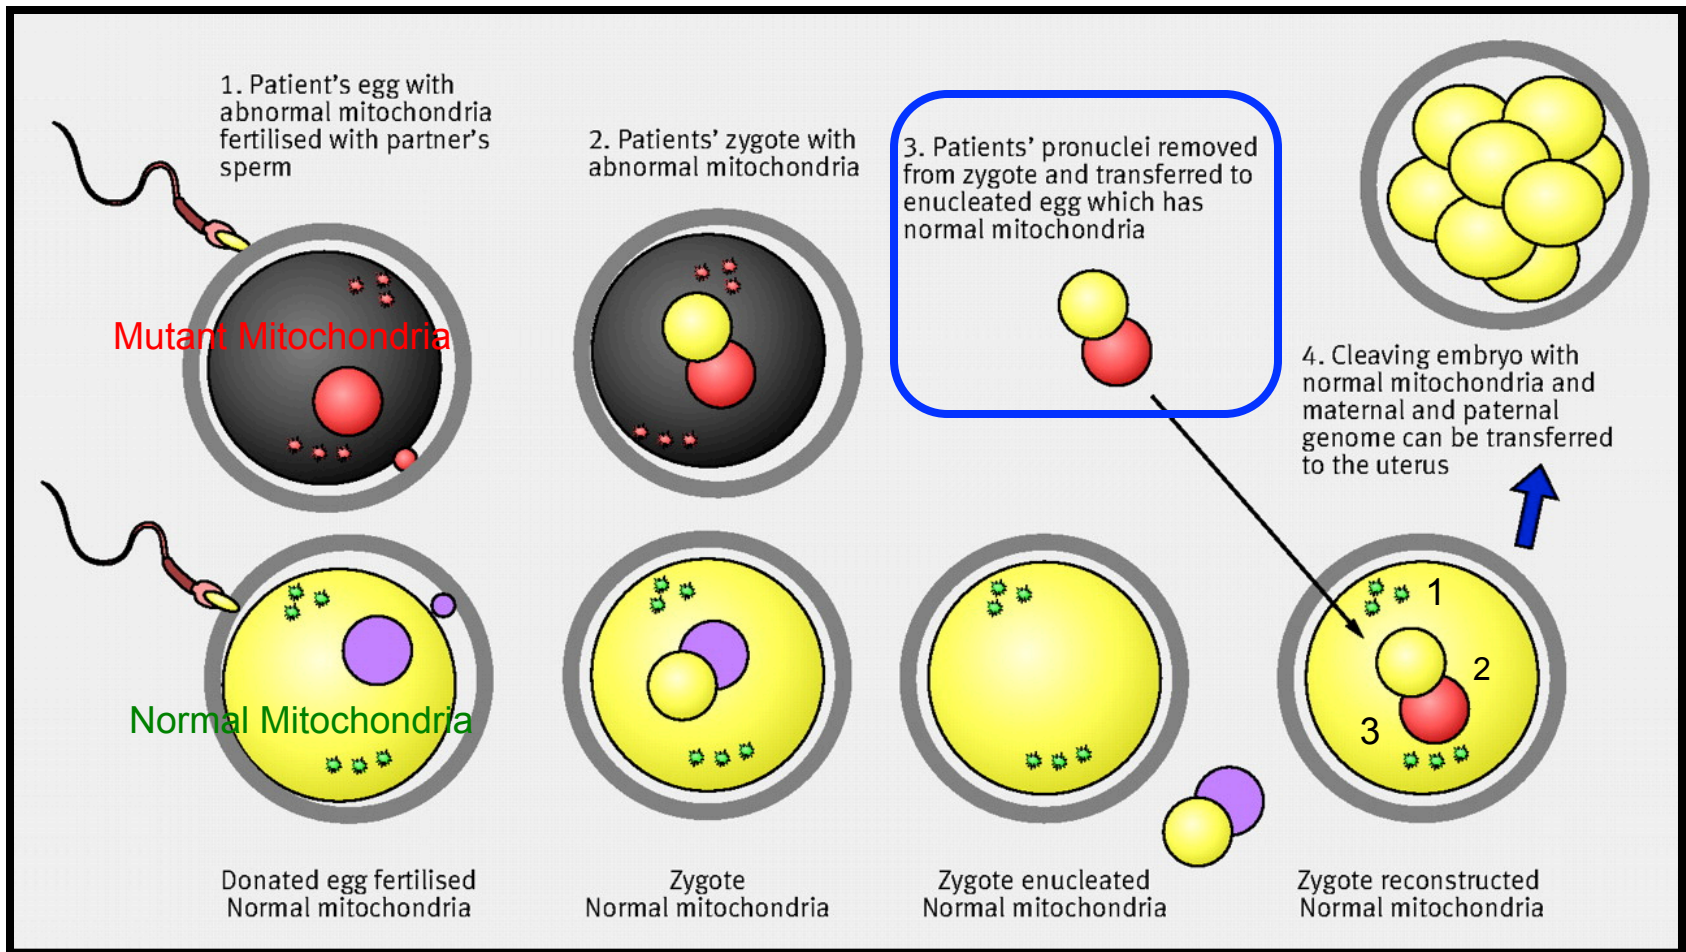 1. Patient's egg with
abnormal mitochondria
fertilised with partner's
sperm
2. Patients' zygote with
abnormal mitochondria
3. Patients' pronuclei removed
from zygote and transferred to
enucleated egg which has
normal mitochondria
Mutant Mitochondria
4. Cleaving embryo with
normal mitochondria and
maternal and paternal
genome can be transferred
to the uterus
Normal Mitochondria
1
2
3
Donated egg fertilised
Normal mitochondria
Zygote
Normal mitochondria
Zygote enucleated
Normal mitochondria
Zygote reconstructed
Normal mitochondria